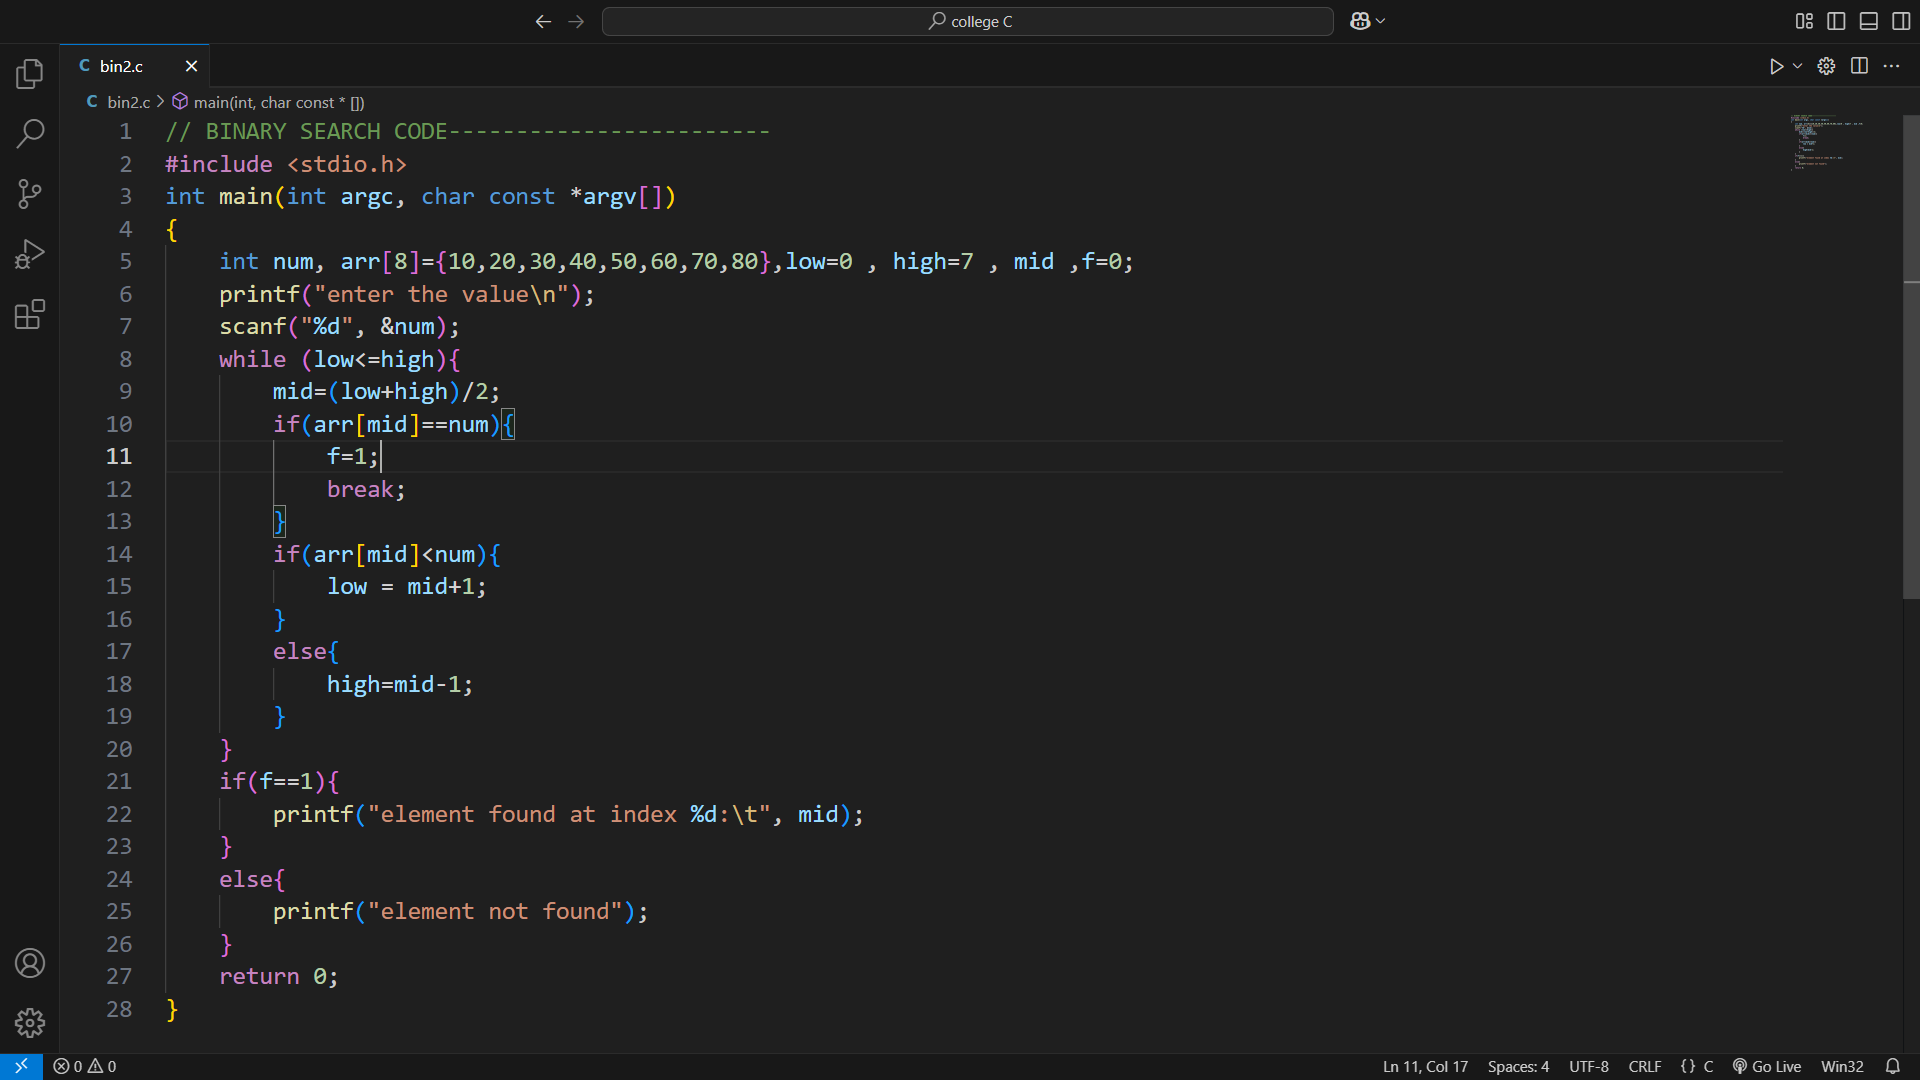 college C
C bin2.c
C bin2.c > main(int, char const * [])
1 // BINARY SEARCH CODE------------------------
2 #include <stdio.h>
3 int main(int argc, char const *argv[])
4 {
5     int num, arr[8]={10,20,30,40,50,60,70,80},low=0 , high=7 , mid ,f=0;
6     printf("enter the value\n");
7     scanf("%d", &num);
8     while (low<=high){
9         mid=(low+high)/2;
10         if(arr[mid]==num){
11             f=1;
12             break;
13         }
14         if(arr[mid]<num){
15             low = mid+1;
16         }
17         else{
18             high=mid-1;
19         }
20     }
21     if(f==1){
22         printf("element found at index %d:\t", mid);
23     }
24     else{
25         printf("element not found");
26     }
27     return 0;
28 }
0 0 Ln 11, Col 17 Spaces: 4 UTF-8 CRLF {} C Go Live Win32